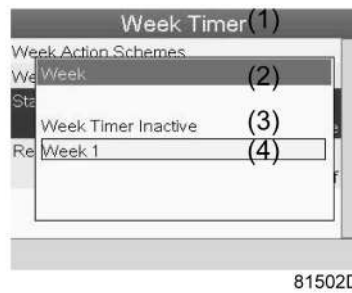 Week Timer(1)
Week Action Schemes
We
Week (2)
Sta
Week Timer Inactive (3)
Re Week 1 (4)
81502D